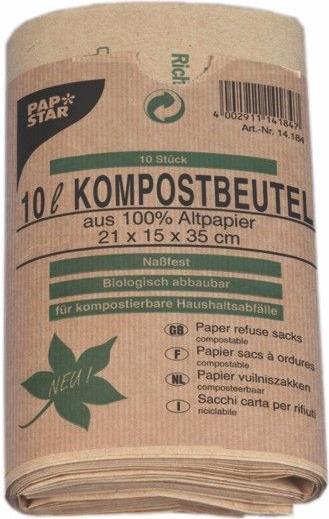 Rich
PAP
STAR
4 002911 141847
Art.-Nr. 14.184
10 Stück
10 l KOMPOSTBEUTEL
aus 100% Altpapier
21 x 15 x 35 cm
Naßfest
Biologisch abbaubar
für kompostierbare Haushaltsabfälle
NEU !
GB Paper refuse sacks
compostable
F Papier sacs à ordures
compostable
NL Papier vuilniszakken
composteerbaar
I Sacchi carta per rifiuti
riciclabile